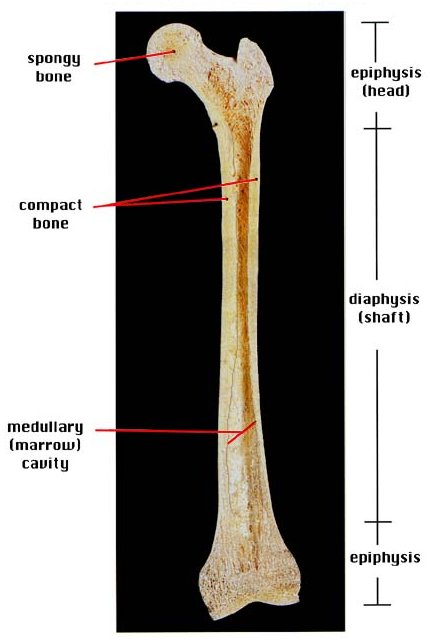 spongy
bone
epiphysis
(head)
compact
bone
diaphysis
(shaft)
medullary
(marrow)
cavity
epiphysis